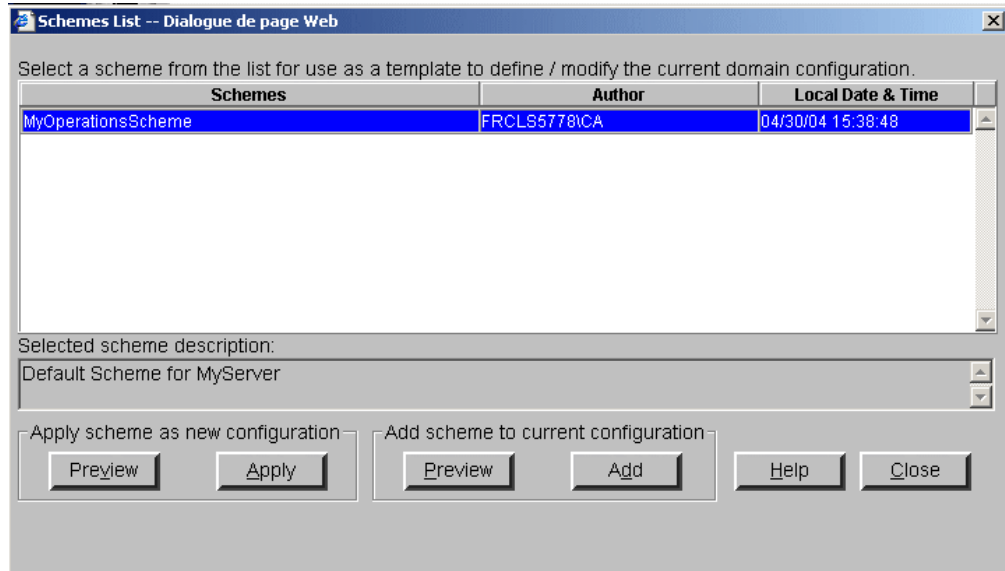 Schemes List -- Dialogue de page Web
Select a scheme from the list for use as a template to define / modify the current domain configuration.
Schemes Author Local Date & Time
MyOperationsScheme FRCLS5778\CA 04/30/04 15:38:48
Selected scheme description:
Default Scheme for MyServer
Apply scheme as new configuration Add scheme to current configuration
Preview Apply Preview Add Help Close